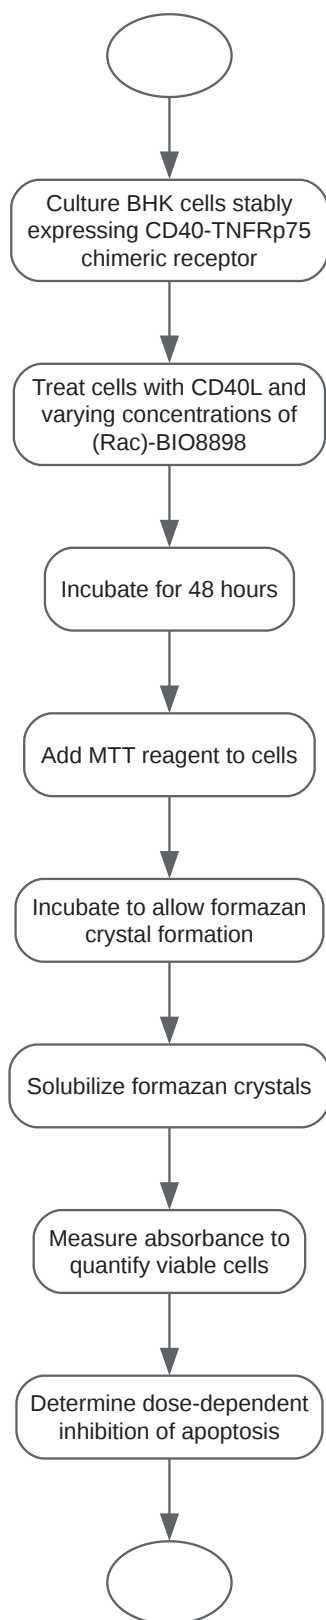 Culture BHK cells stably
expressing CD40-TNFRp75
chimeric receptor
Treat cells with CD40L and
varying concentrations of
(Rac)-BIO8898
Incubate for 48 hours
Add MTT reagent to cells
Incubate to allow formazan
crystal formation
Solubilize formazan crystals
Measure absorbance to
quantify viable cells
Determine dose-dependent
inhibition of apoptosis